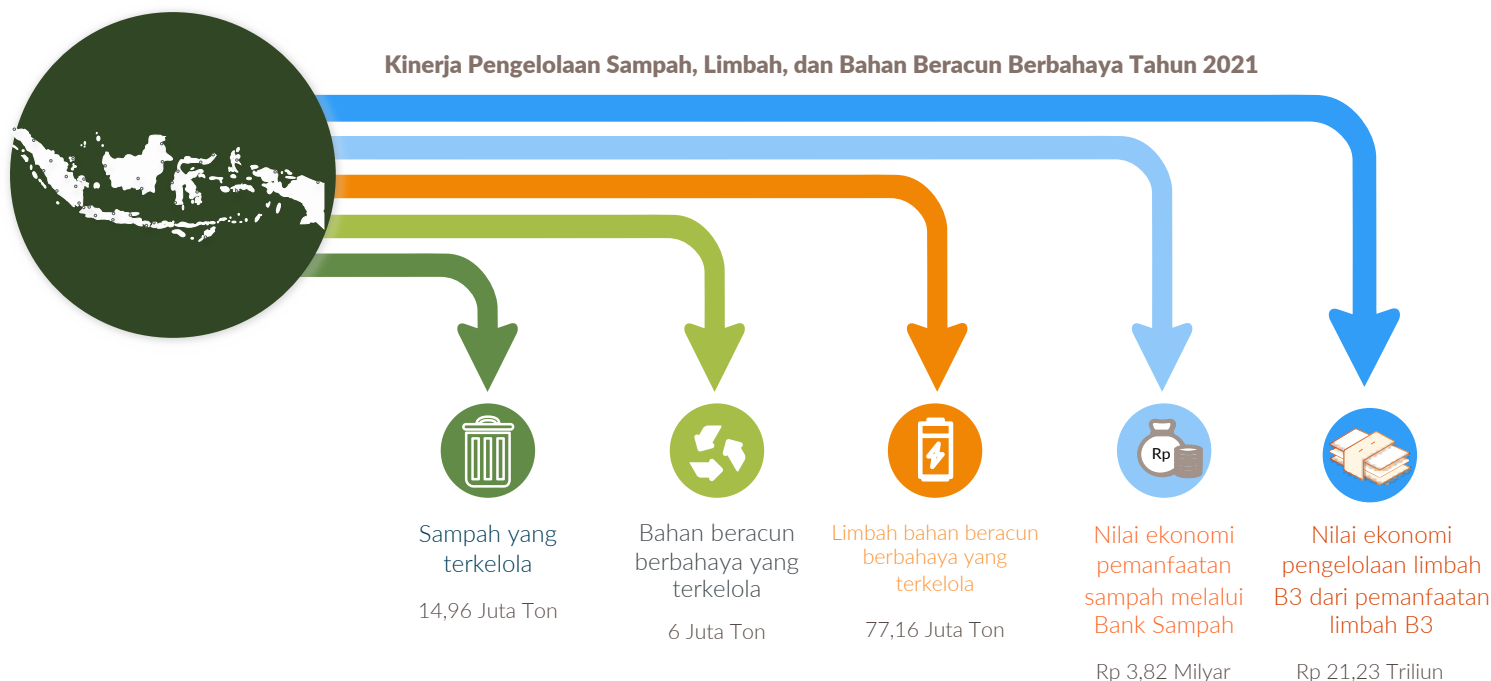 Kinerja Pengelolaan Sampah, Limbah, dan Bahan Beracun Berbahaya Tahun 2021
Sampah yang
terkelola
14,96 Juta Ton
Bahan beracun
berbahaya yang
terkelola
6 Juta Ton
Limbah bahan beracun
berbahaya yang
terkelola
77,16 Juta Ton
Rp
Nilai ekonomi
pemanfaatan
sampah melalui
Bank Sampah
Rp 3,82 Milyar
Nilai ekonomi
pengelolaan limbah
B3 dari pemanfaatan
limbah B3
Rp 21,23 Triliun